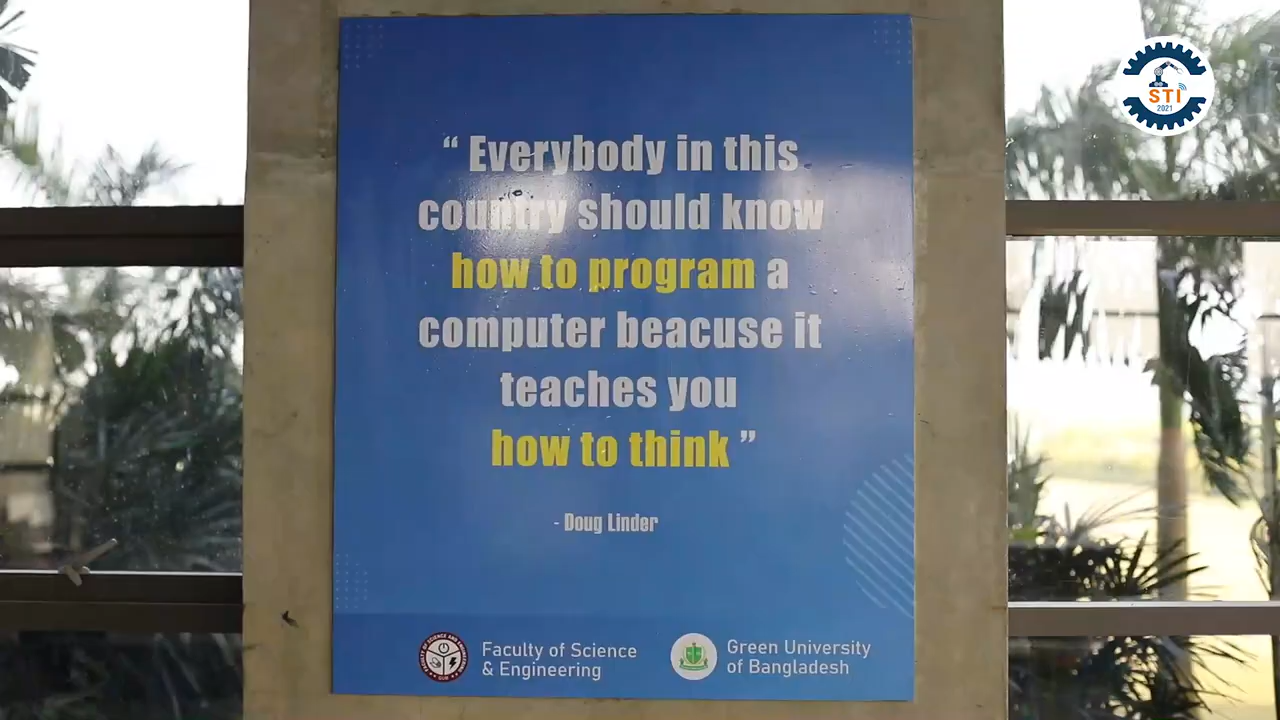 “ Everybody in this
country should know
how to program a
computer beacuse it
teaches you
how to think ”
- Doug Linder
Faculty of Science
& Engineering
Green University
of Bangladesh
STI
2021